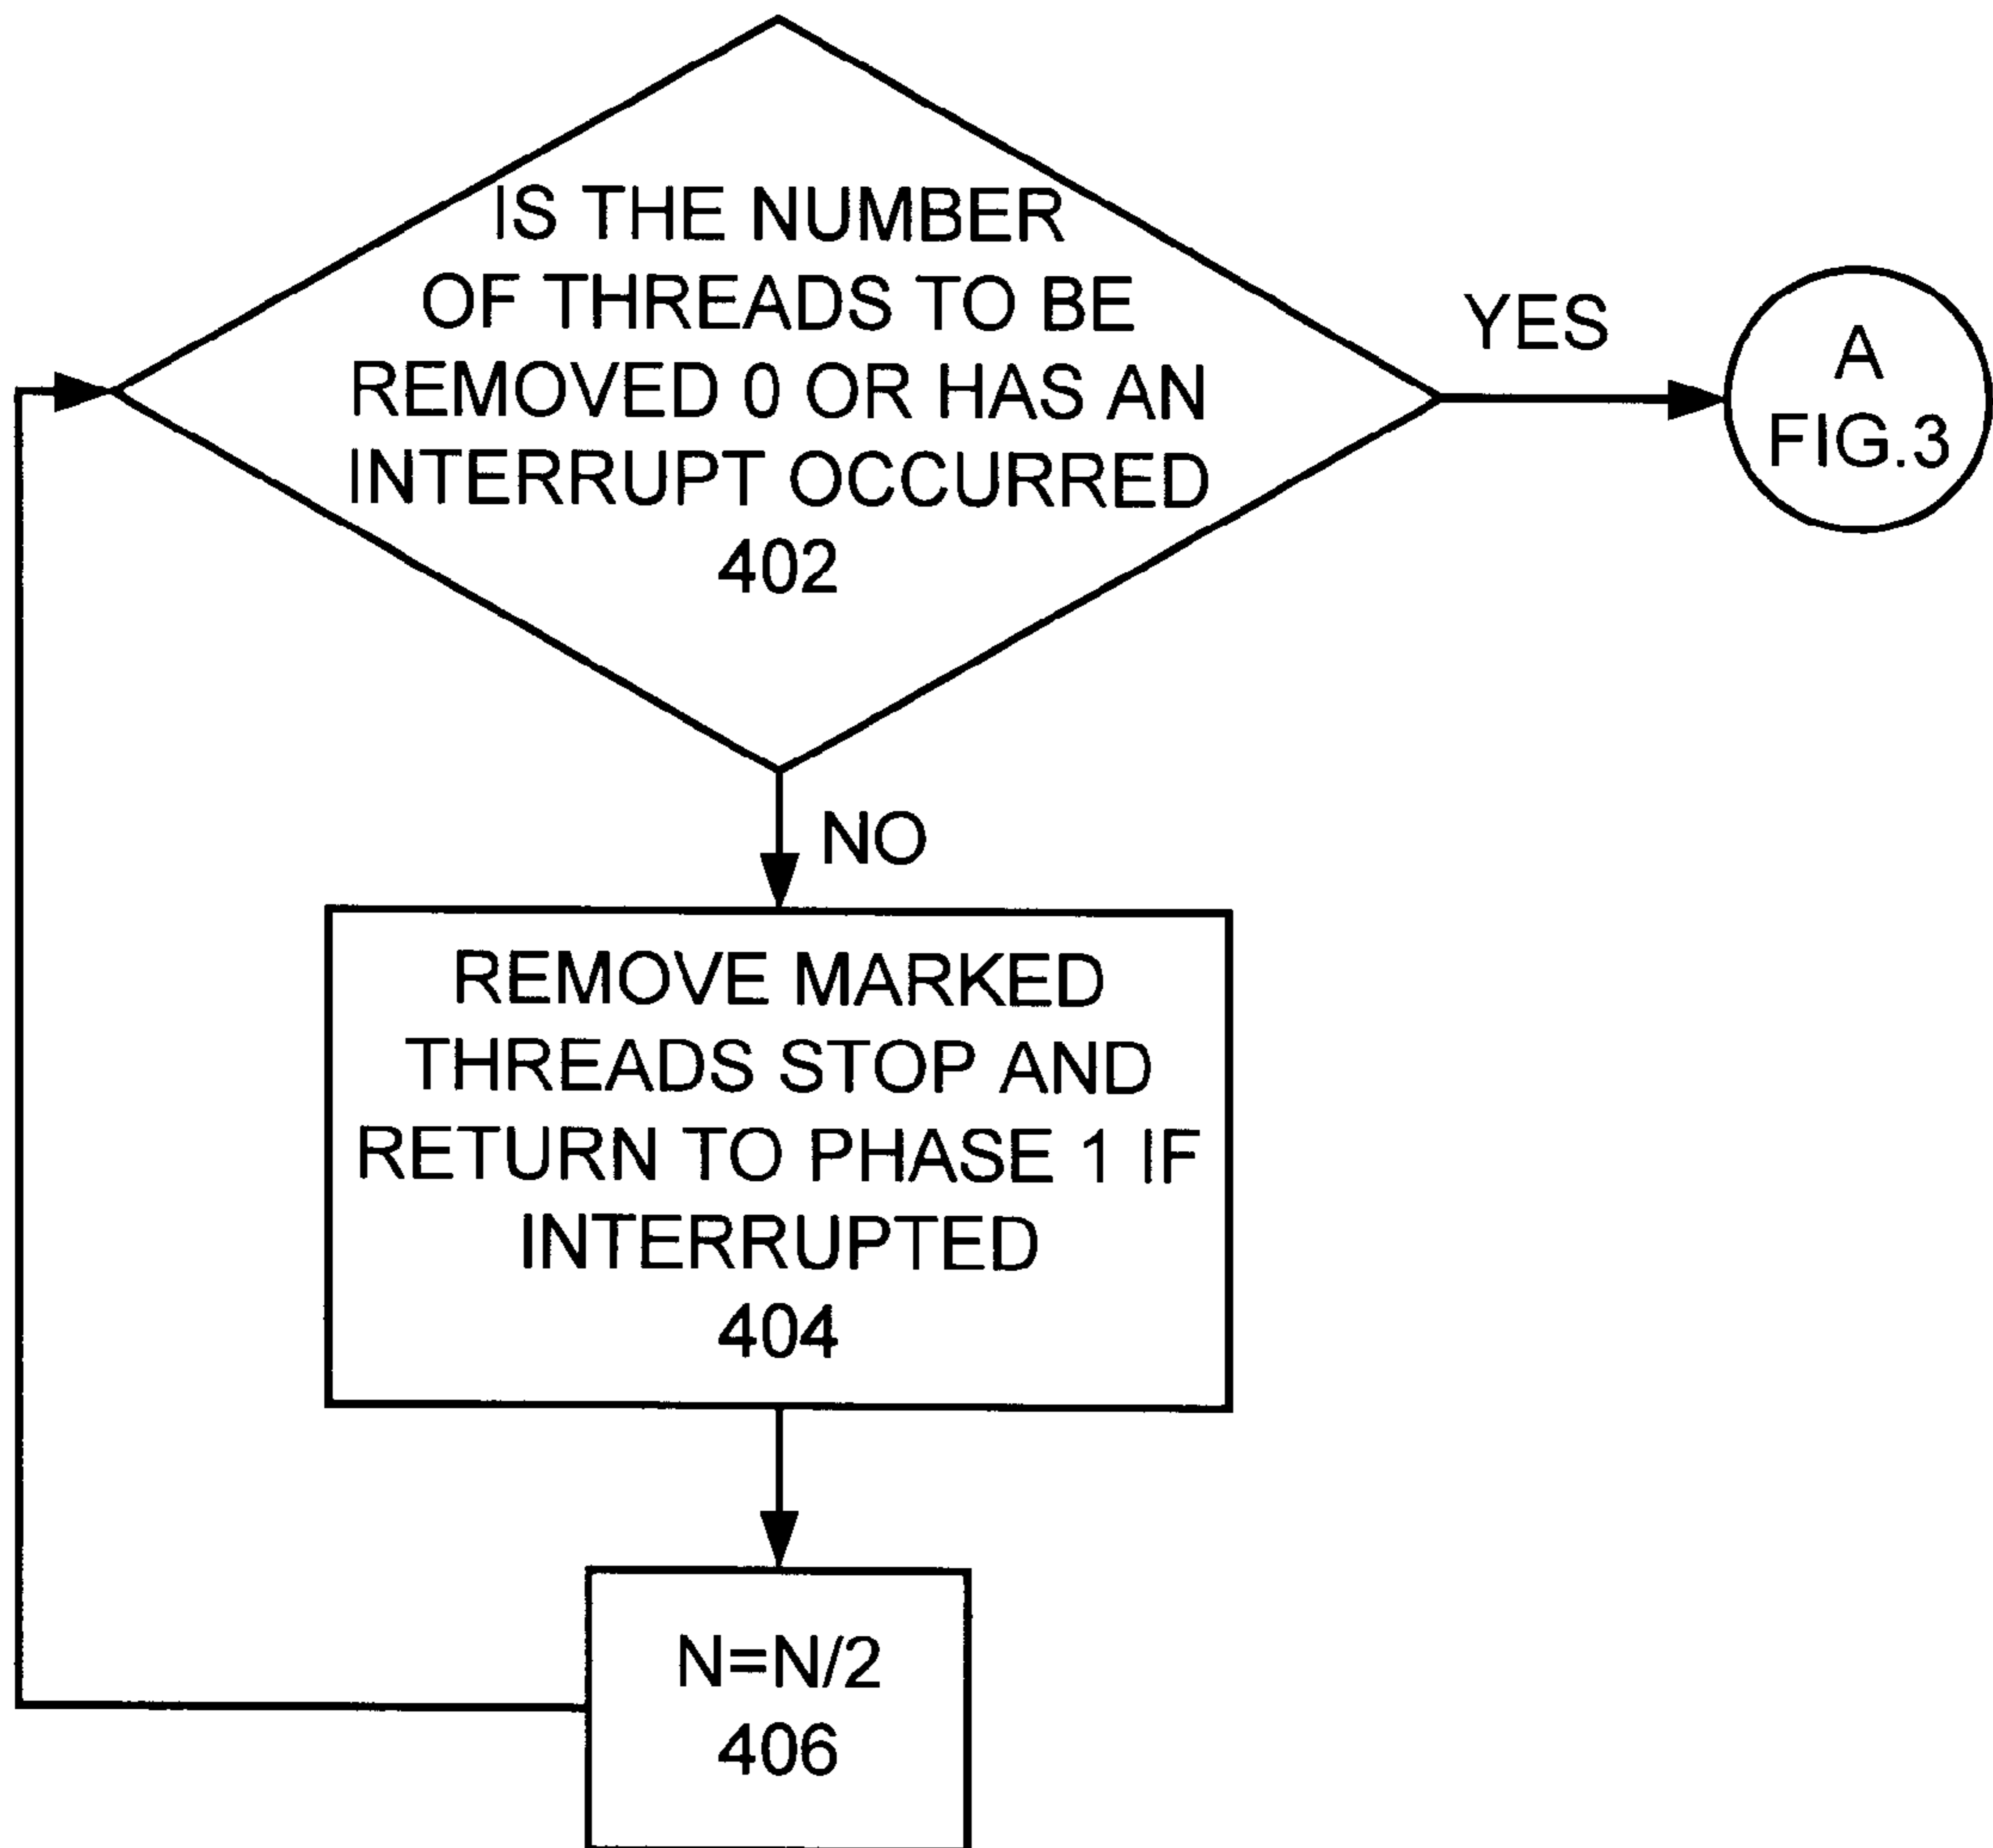 IS THE NUMBER
OF THREADS TO BE
REMOVED 0 OR HAS AN
INTERRUPT OCCURRED
402
YES
A
FIG.3
NO
REMOVE MARKED
THREADS STOP AND
RETURN TO PHASE 1 IF
INTERRUPTED
404
N=N/2
406